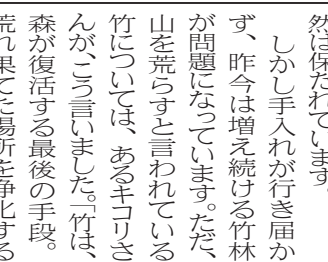 然は保たれています。
しかし手入れが行き届か
ず、昨今は増え続ける竹林
が問題になっています。ただ、
山を荒らすと言われている
竹については、あるキコリさ
んが、こう言いました。「竹は、
森が復活する最後の手段。
荒れ果てた場所を浄化する